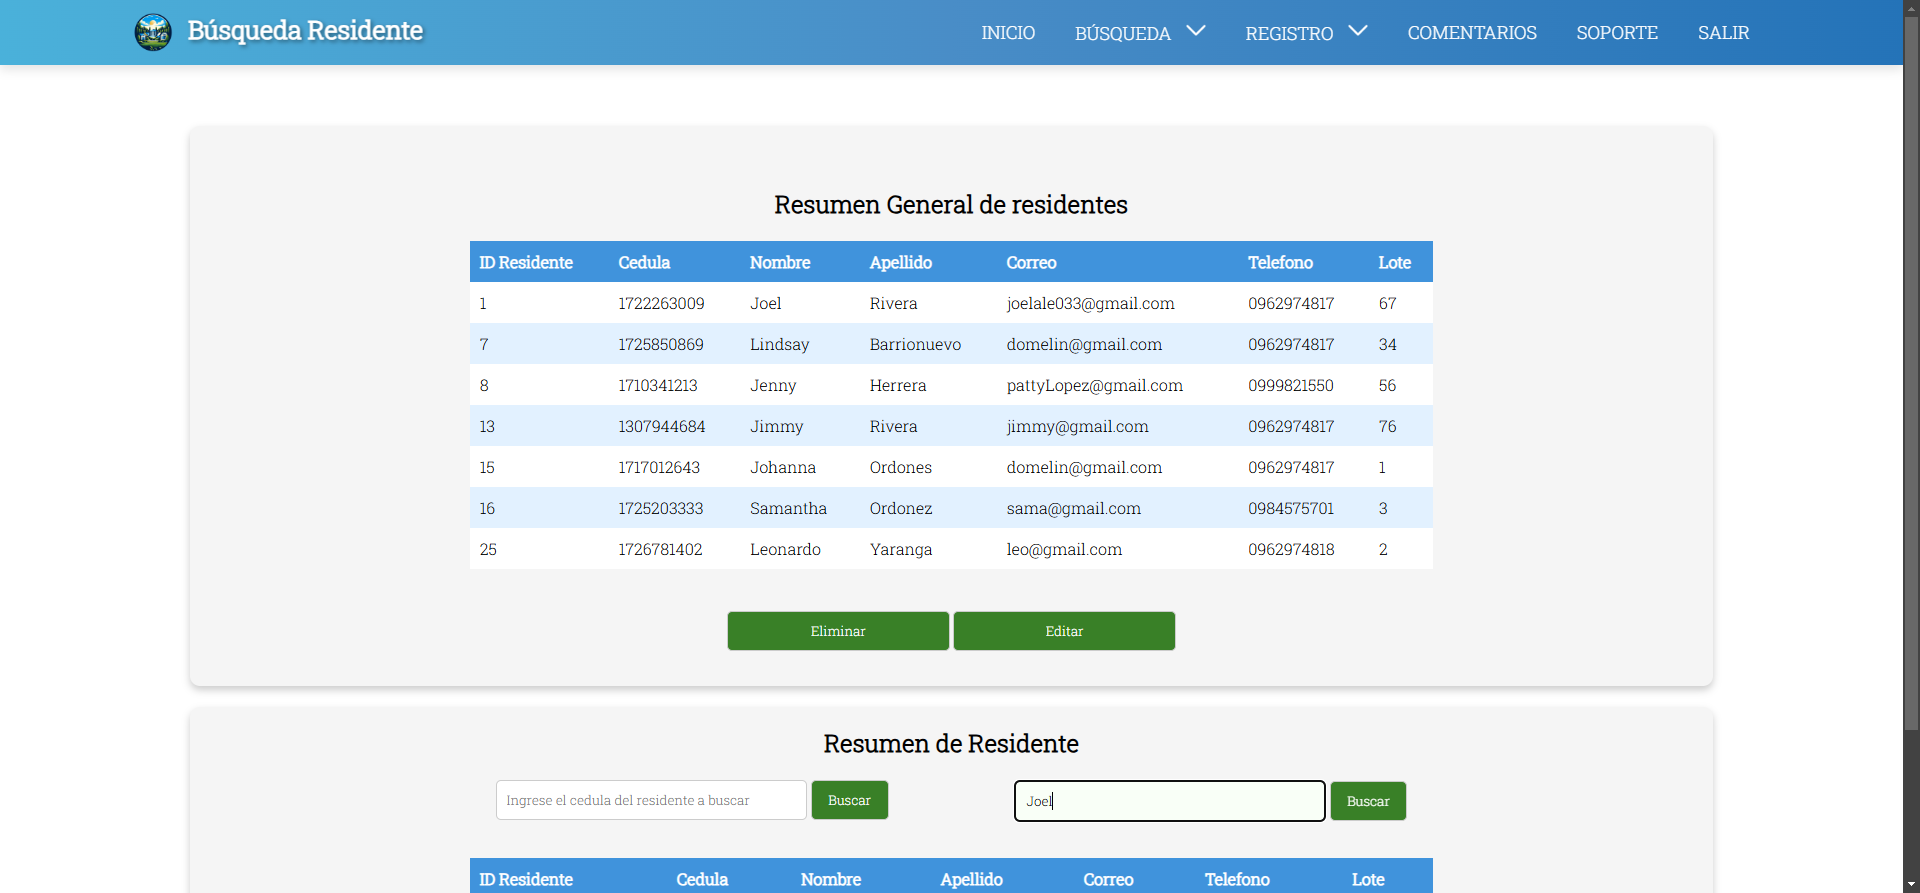 Búsqueda Residente
INICIO BÚSQUEDA REGISTRO COMENTARIOS SOPORTE SALIR
Resumen General de residentes
ID Residente Cedula Nombre Apellido Correo Telefono Lote
1 1722263009 Joel Rivera joelale033@gmail.com 0962974817 67
7 1725850869 Lindsay Barrionuevo domelin@gmail.com 0962974817 34
8 1710341213 Jenny Herrera pattyLopez@gmail.com 0999821550 56
13 1307944684 Jimmy Rivera jimmy@gmail.com 0962974817 76
15 1717012643 Johanna Ordones domelin@gmail.com 0962974817 1
16 1725203333 Samantha Ordonez sama@gmail.com 0984575701 3
25 1726781402 Leonardo Yaranga leo@gmail.com 0962974818 2
Eliminar Editar
Resumen de Residente
Ingrese el cedula del residente a buscar Buscar Joel Buscar
ID Residente Cedula Nombre Apellido Correo Telefono Lote